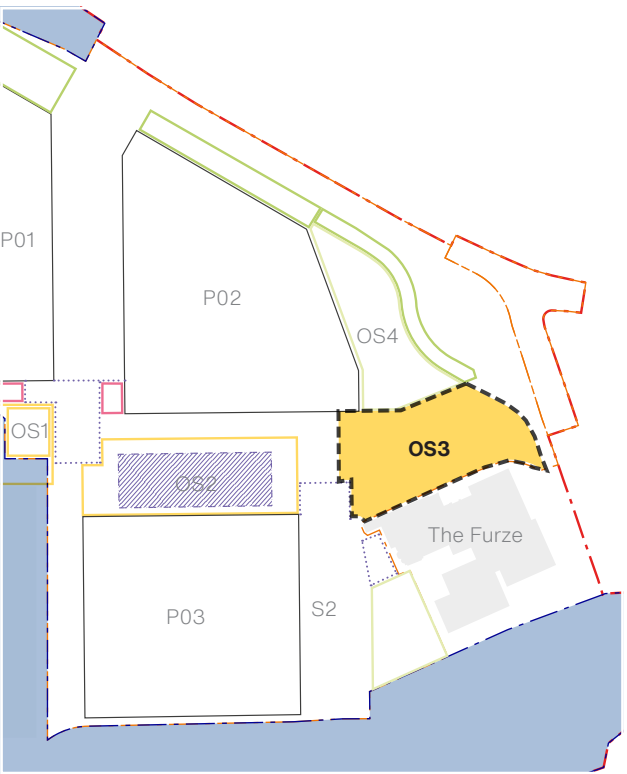 P01
P02
OS4
OS1
OS3
OS2
The Furze
P03
S2